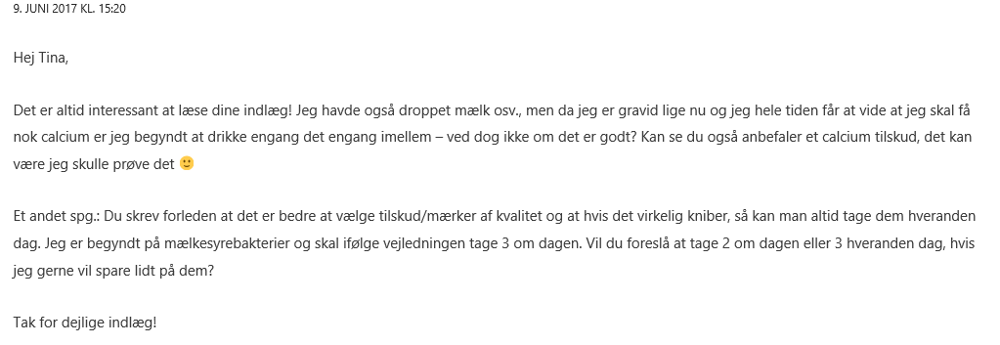 9. JUNI 2017 KL. 15:20
Hej Tina,
Det er altid interessant at læse dine indlæg! Jeg havde også droppet mælk osv., men da jeg er gravid lige nu og jeg hele tiden får at vide at jeg skal få
nok calcium er jeg begyndt at drikke engang det engang imellem – ved dog ikke om det er godt? Kan se du også anbefaler et calcium tilskud, det kan
være jeg skulle prøve det 🙂
Et andet spg.: Du skrev forleden at det er bedre at vælge tilskud/mærker af kvalitet og at hvis det virkelig kniber, så kan man altid tage dem hveranden
dag. Jeg er begyndt på mælkesyrebakterier og skal ifølge vejledningen tage 3 om dagen. Vil du foreslå at tage 2 om dagen eller 3 hveranden dag, hvis
jeg gerne vil spare lidt på dem?
Tak for dejlige indlæg!